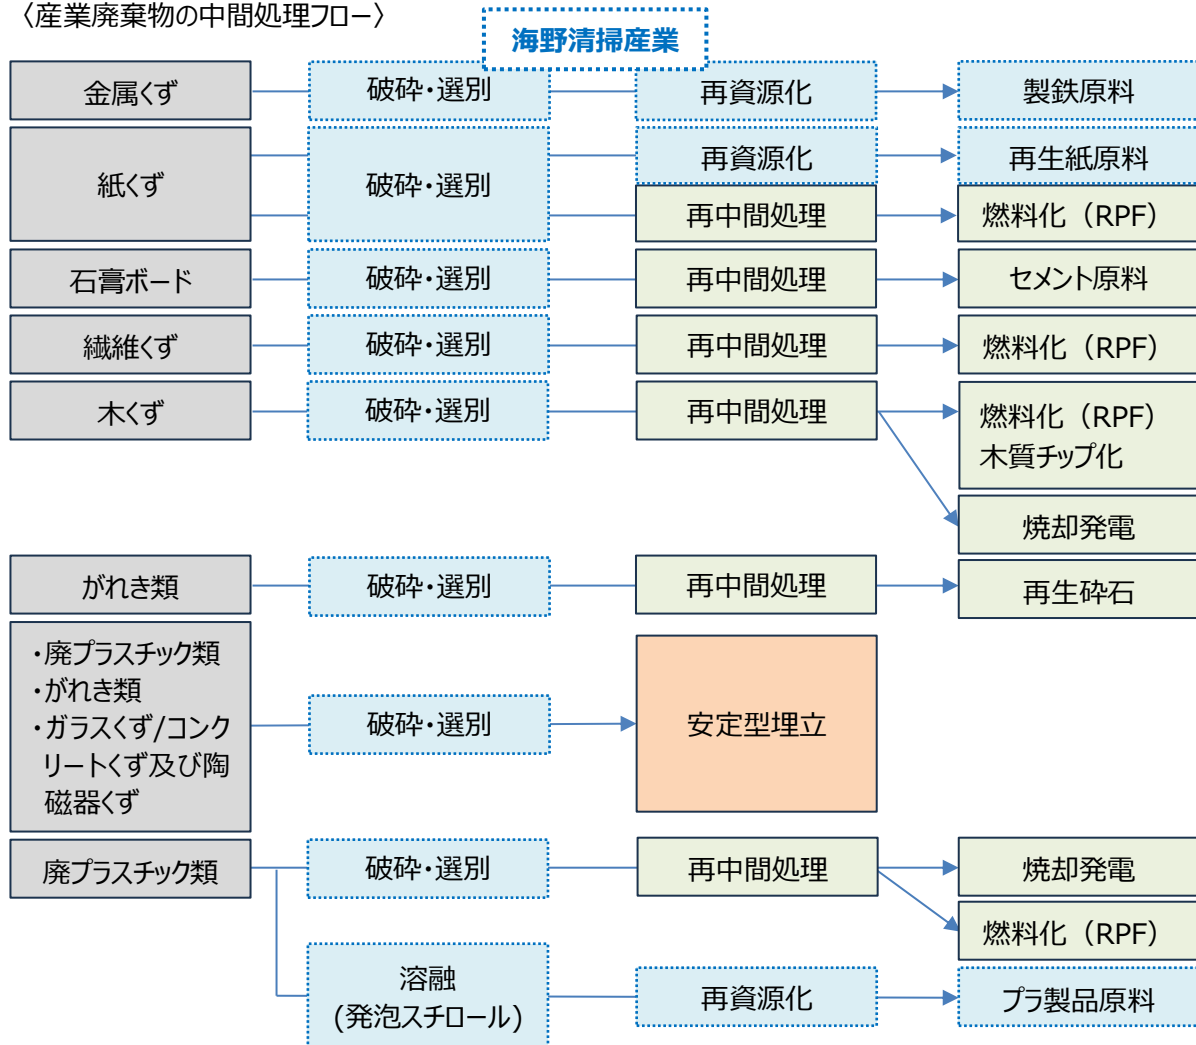 〈産業廃棄物の中間処理フロー〉
海野清掃産業
金属くず
破砕・選別
再資源化
製鉄原料
紙くず
破砕・選別
再資源化
再生紙原料
再中間処理
燃料化（RPF）
石膏ボード
破砕・選別
再中間処理
セメント原料
繊維くず
破砕・選別
再中間処理
燃料化（RPF）
木くず
破砕・選別
再中間処理
燃料化（RPF）
木質チップ化
焼却発電
がれき類
破砕・選別
再中間処理
再生砕石
・廃プラスチック類
・がれき類
・ガラスくず/コンク
リートくず及び陶
磁器くず
破砕・選別
安定型埋立
廃プラスチック類
破砕・選別
再中間処理
焼却発電
燃料化（RPF）
溶融
(発泡スチロール)
再資源化
プラ製品原料